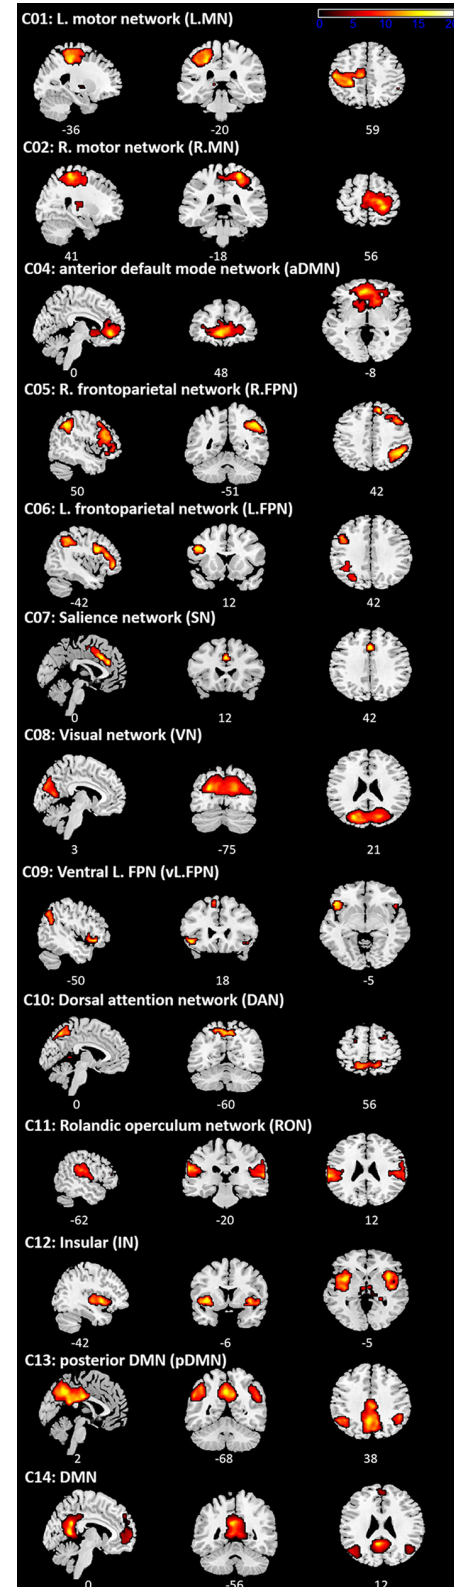 C01: L. motor network (L.MN)
0 5 10 15 20
-36 -20 59
C02: R. motor network (R.MN)
41 -18 56
C04: anterior default mode network (aDMN)
0 48 -8
C05: R. frontoparietal network (R.FPN)
50 -51 42
C06: L. frontoparietal network (L.FPN)
-42 12 42
C07: Salience network (SN)
0 12 42
C08: Visual network (VN)
3 -75 21
C09: Ventral L. FPN (vL.FPN)
-50 18 -5
C10: Dorsal attention network (DAN)
0 -60 56
C11: Rolandic operculum network (RON)
-62 -20 12
C12: Insular (IN)
-42 -6 -5
C13: posterior DMN (pDMN)
2 -68 38
C14: DMN
0 -56 12